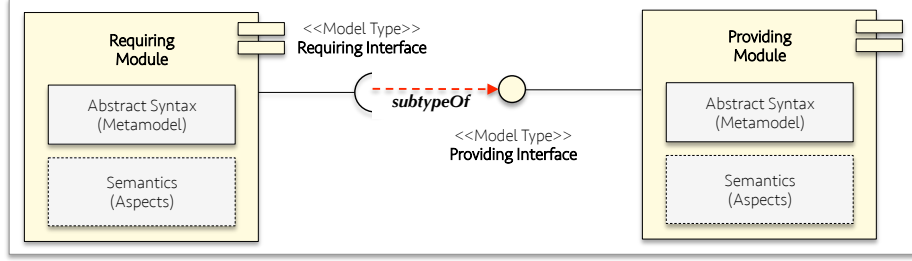 Requiring
Module
Abstract Syntax
(Metamodel)
Semantics
(Aspects)
<<Model Type>>
Requiring Interface
subtypeOf
<<Model Type>>
Providing Interface
Providing
Module
Abstract Syntax
(Metamodel)
Semantics
(Aspects)